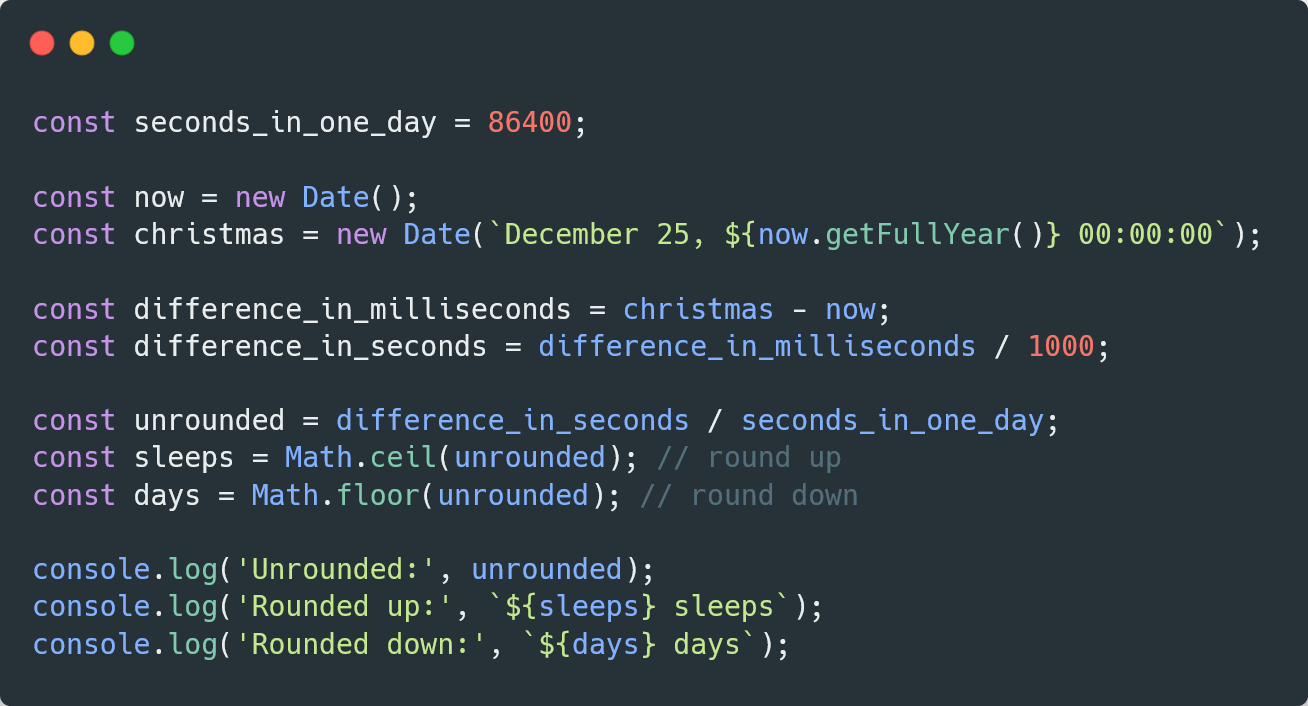 const seconds_in_one_day = 86400;
const now = new Date();
const christmas = new Date(`December 25, ${now.getFullYear()} 00:00:00`);
const difference_in_milliseconds = christmas - now;
const difference_in_seconds = difference_in_milliseconds / 1000;
const unrounded = difference_in_seconds / seconds_in_one_day;
const sleeps = Math.ceil(unrounded); // round up
const days = Math.floor(unrounded); // round down
console.log('Unrounded:', unrounded);
console.log('Rounded up:', `${sleeps} sleeps`);
console.log('Rounded down:', `${days} days`);